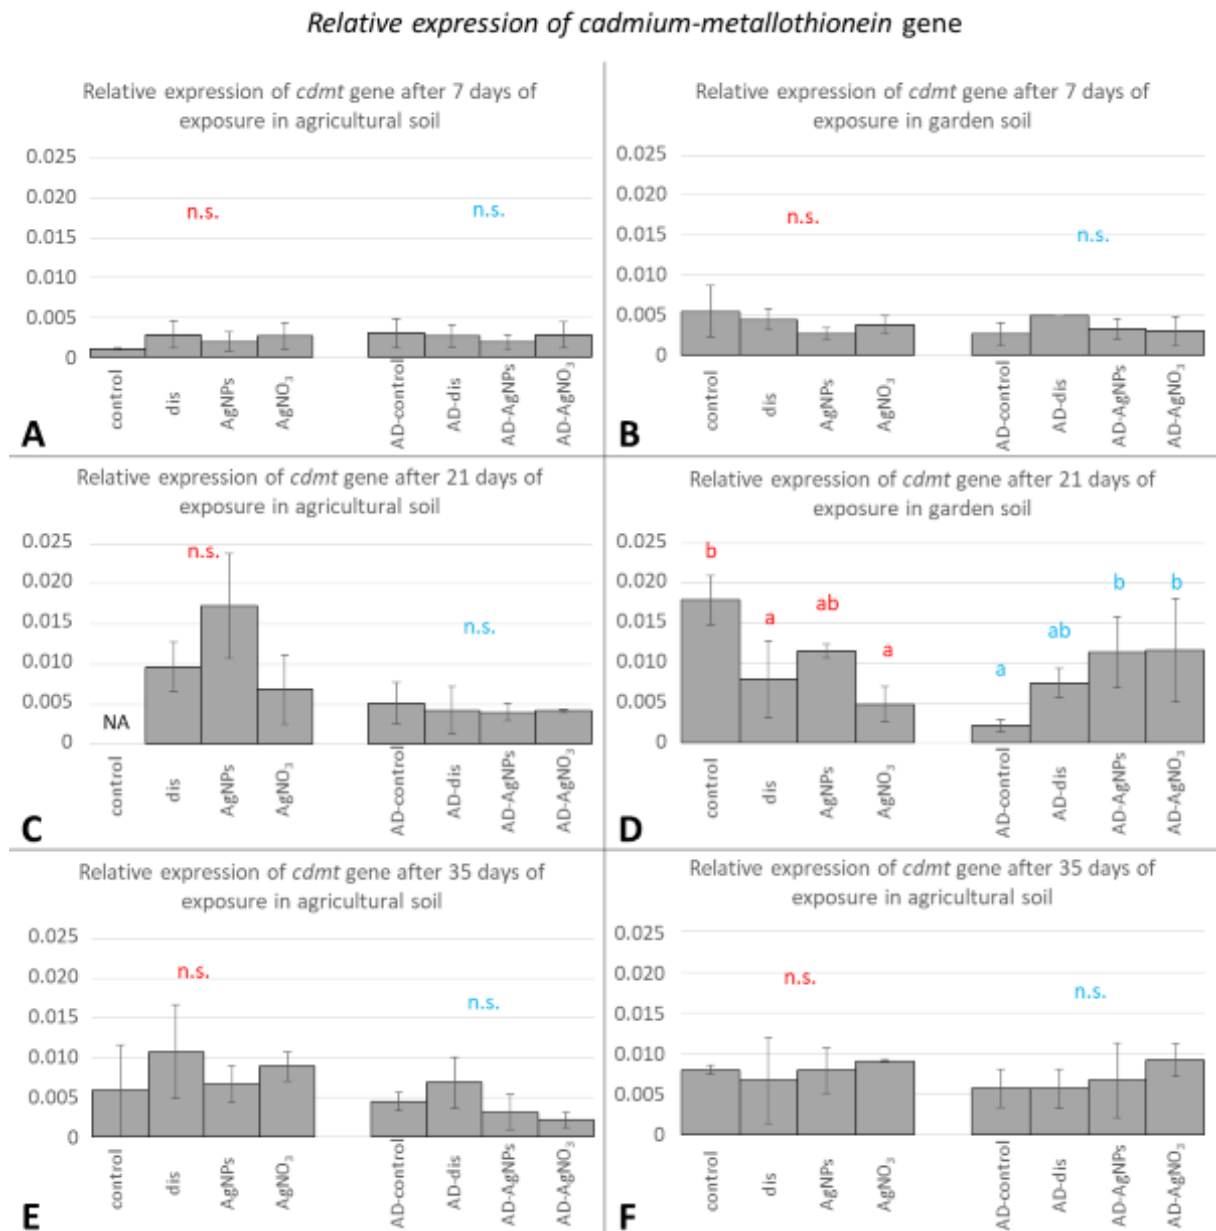 Relative expression of cadmium-metallothionein gene
Relative expression of cdmt gene after 7 days of
exposure in agricultural soil
0.025
0.020
0.015
0.010
0.005
0
n.s.
n.s.
control
dis
AgNPs
AgNO₃
AD-control
AD-dis
AD-AgNPs
AD-AgNO₃
A
Relative expression of cdmt gene after 7 days of
exposure in garden soil
0.025
0.020
0.015
0.010
0.005
0
n.s.
n.s.
control
dis
AgNPs
AgNO₃
AD-control
AD-dis
AD-AgNPs
AD-AgNO₃
B
Relative expression of cdmt gene after 21 days of
exposure in agricultural soil
0.025
0.020
0.015
0.010
0.005
0
n.s.
n.s.
NA
control
dis
AgNPs
AgNO₃
AD-control
AD-dis
AD-AgNPs
AD-AgNO₃
C
Relative expression of cdmt gene after 21 days of
exposure in garden soil
0.025
0.020
0.015
0.010
0.005
0
b
a
ab
a
a
ab
b
b
control
dis
AgNPs
AgNO₃
AD-control
AD-dis
AD-AgNPs
AD-AgNO₃
D
Relative expression of cdmt gene after 35 days of
exposure in agricultural soil
0.025
0.020
0.015
0.010
0.005
0
n.s.
n.s.
control
dis
AgNPs
AgNO₃
AD-control
AD-dis
AD-AgNPs
AD-AgNO₃
E
Relative expression of cdmt gene after 35 days of
exposure in agricultural soil
0.025
0.020
0.015
0.010
0.005
0
n.s.
n.s.
control
dis
AgNPs
AgNO₃
AD-control
AD-dis
AD-AgNPs
AD-AgNO₃
F